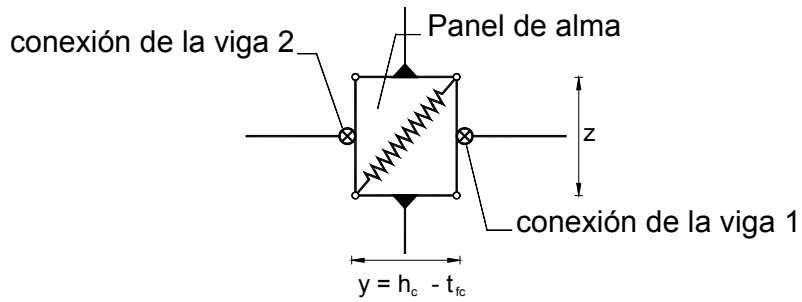 Panel de alma
conexión de la viga 2
z
conexión de la viga 1
y = h_c - t_fc